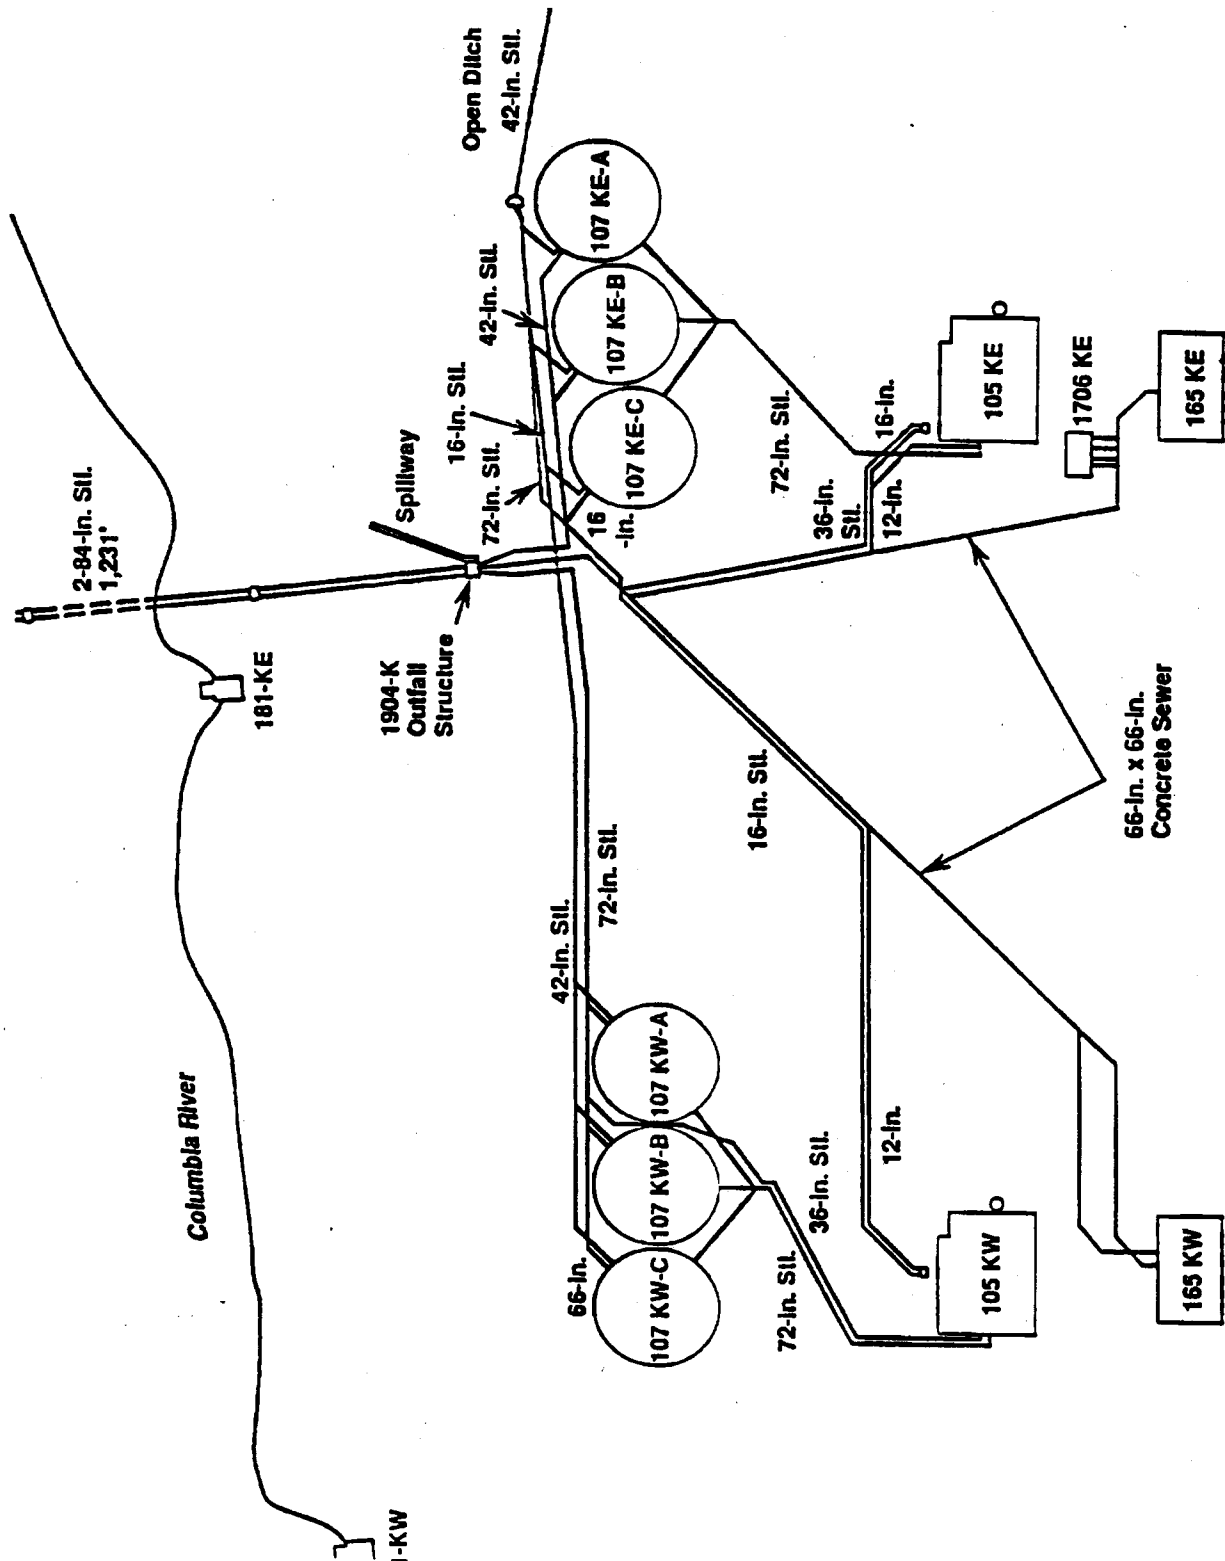 Columbia River
1-KW
181-KE
2-84-In. Stl.
1,231'
Spillway
1904-K
Outfall
Structure
Open Ditch
42-In. Stl.
42-In. Stl.
16-In. Stl.
72-In. Stl.
16
-In.
107 KE-A
107 KE-B
107 KE-C
72-In. Stl.
36-In.
Stl.
16-In.
12-In.
105 KE
1706 KE
165 KE
66-In. x 66-In.
Concrete Sewer
16-In. Stl.
42-In. Stl.
72-In. Stl.
66-In.
107 KW-A
107 KW-B
107 KW-C
36-In. Stl.
72-In. Stl.
12-In.
105 KW
165 KW